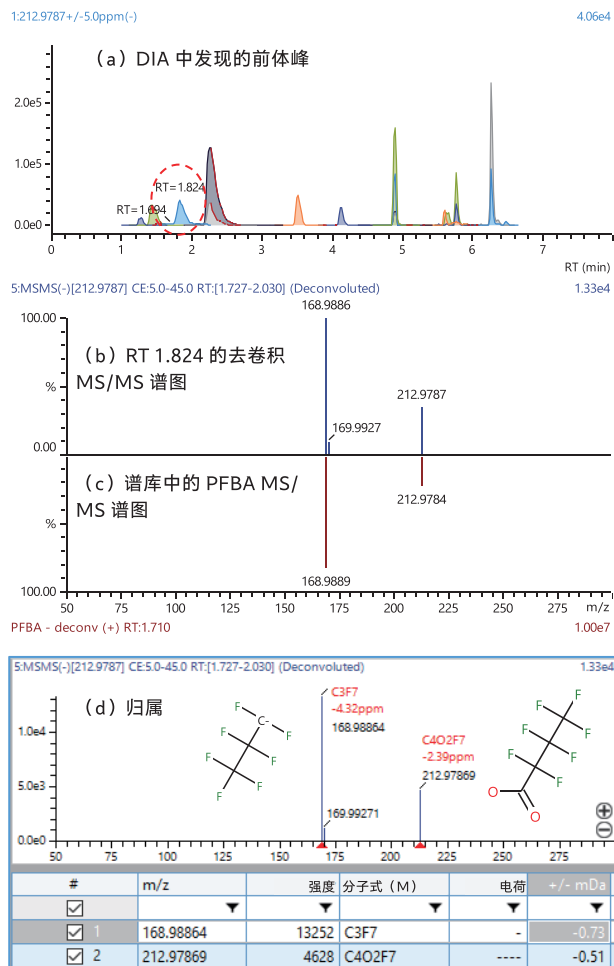 1:212.9787+/-5.0ppm(-) 4.06e4
(a) DIA 中发现的前体峰
2.0e5
1.0e5
0.0e0
RT=1.824
RT=1.694
0 1 2 3 4 5 6 7
RT (min)
5:MSMS(-)[212.9787] CE:5.0-45.0 RT:[1.727-2.030] (Deconvoluted) 1.33e4
168.9886
100.00
(b) RT 1.824 的去卷积
MS/MS 谱图
%
212.9787
169.9927
0.00
(c) 谱库中的 PFBA MS/
MS 谱图
212.9784
%
168.9889
100.00
50 75 100 125 150 175 200 225 250 275 m/z
PFBA - deconv (+) RT:1.710 1.00e7
5:MSMS(-)[212.9787] CE:5.0-45.0 RT:[1.727-2.030] (Deconvoluted) 1.33e4
(d) 归属
C3F7
-4.32ppm
168.98864
C4O2F7
-2.39ppm
212.97869
169.99271
1.0e4
5.0e3
0.0e0
F C- F F F F F F
F F F F F F F O O
50 75 100 125 150 175 200 225 250 275
# m/z 强度 分子式（M） 电荷 +/- mDa
1 168.98864 13252 C3F7 - -0.73
2 212.97869 4628 C4O2F7 ---- -0.51